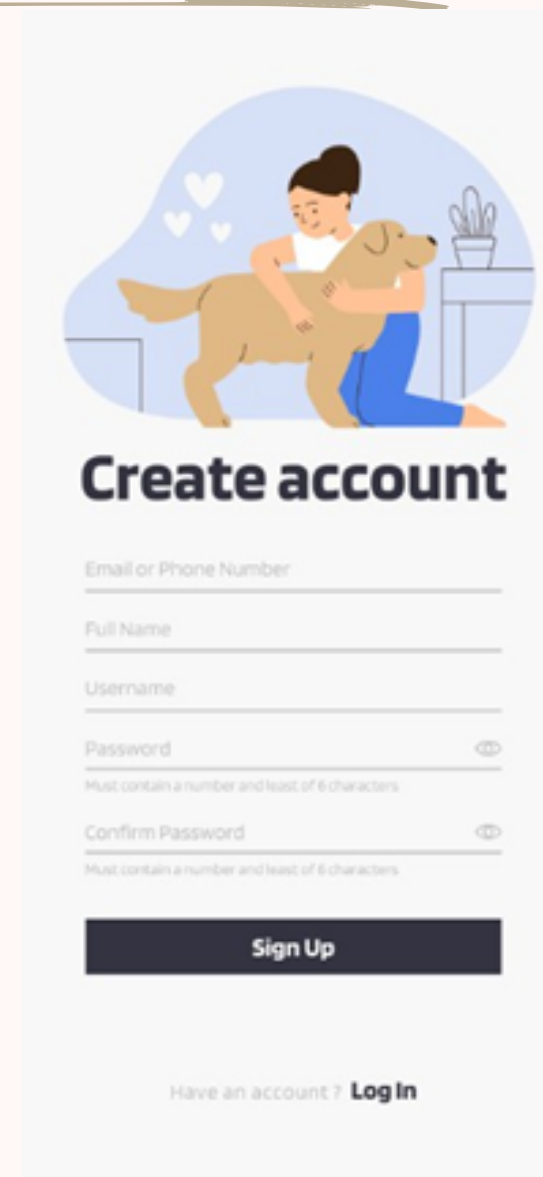 Create account
Email or Phone Number
Full Name
Username
Password
Must contain a number and least of 6 characters
Confirm Password
Must contain a number and least of 6 characters
Sign Up
Have an account ? Log In